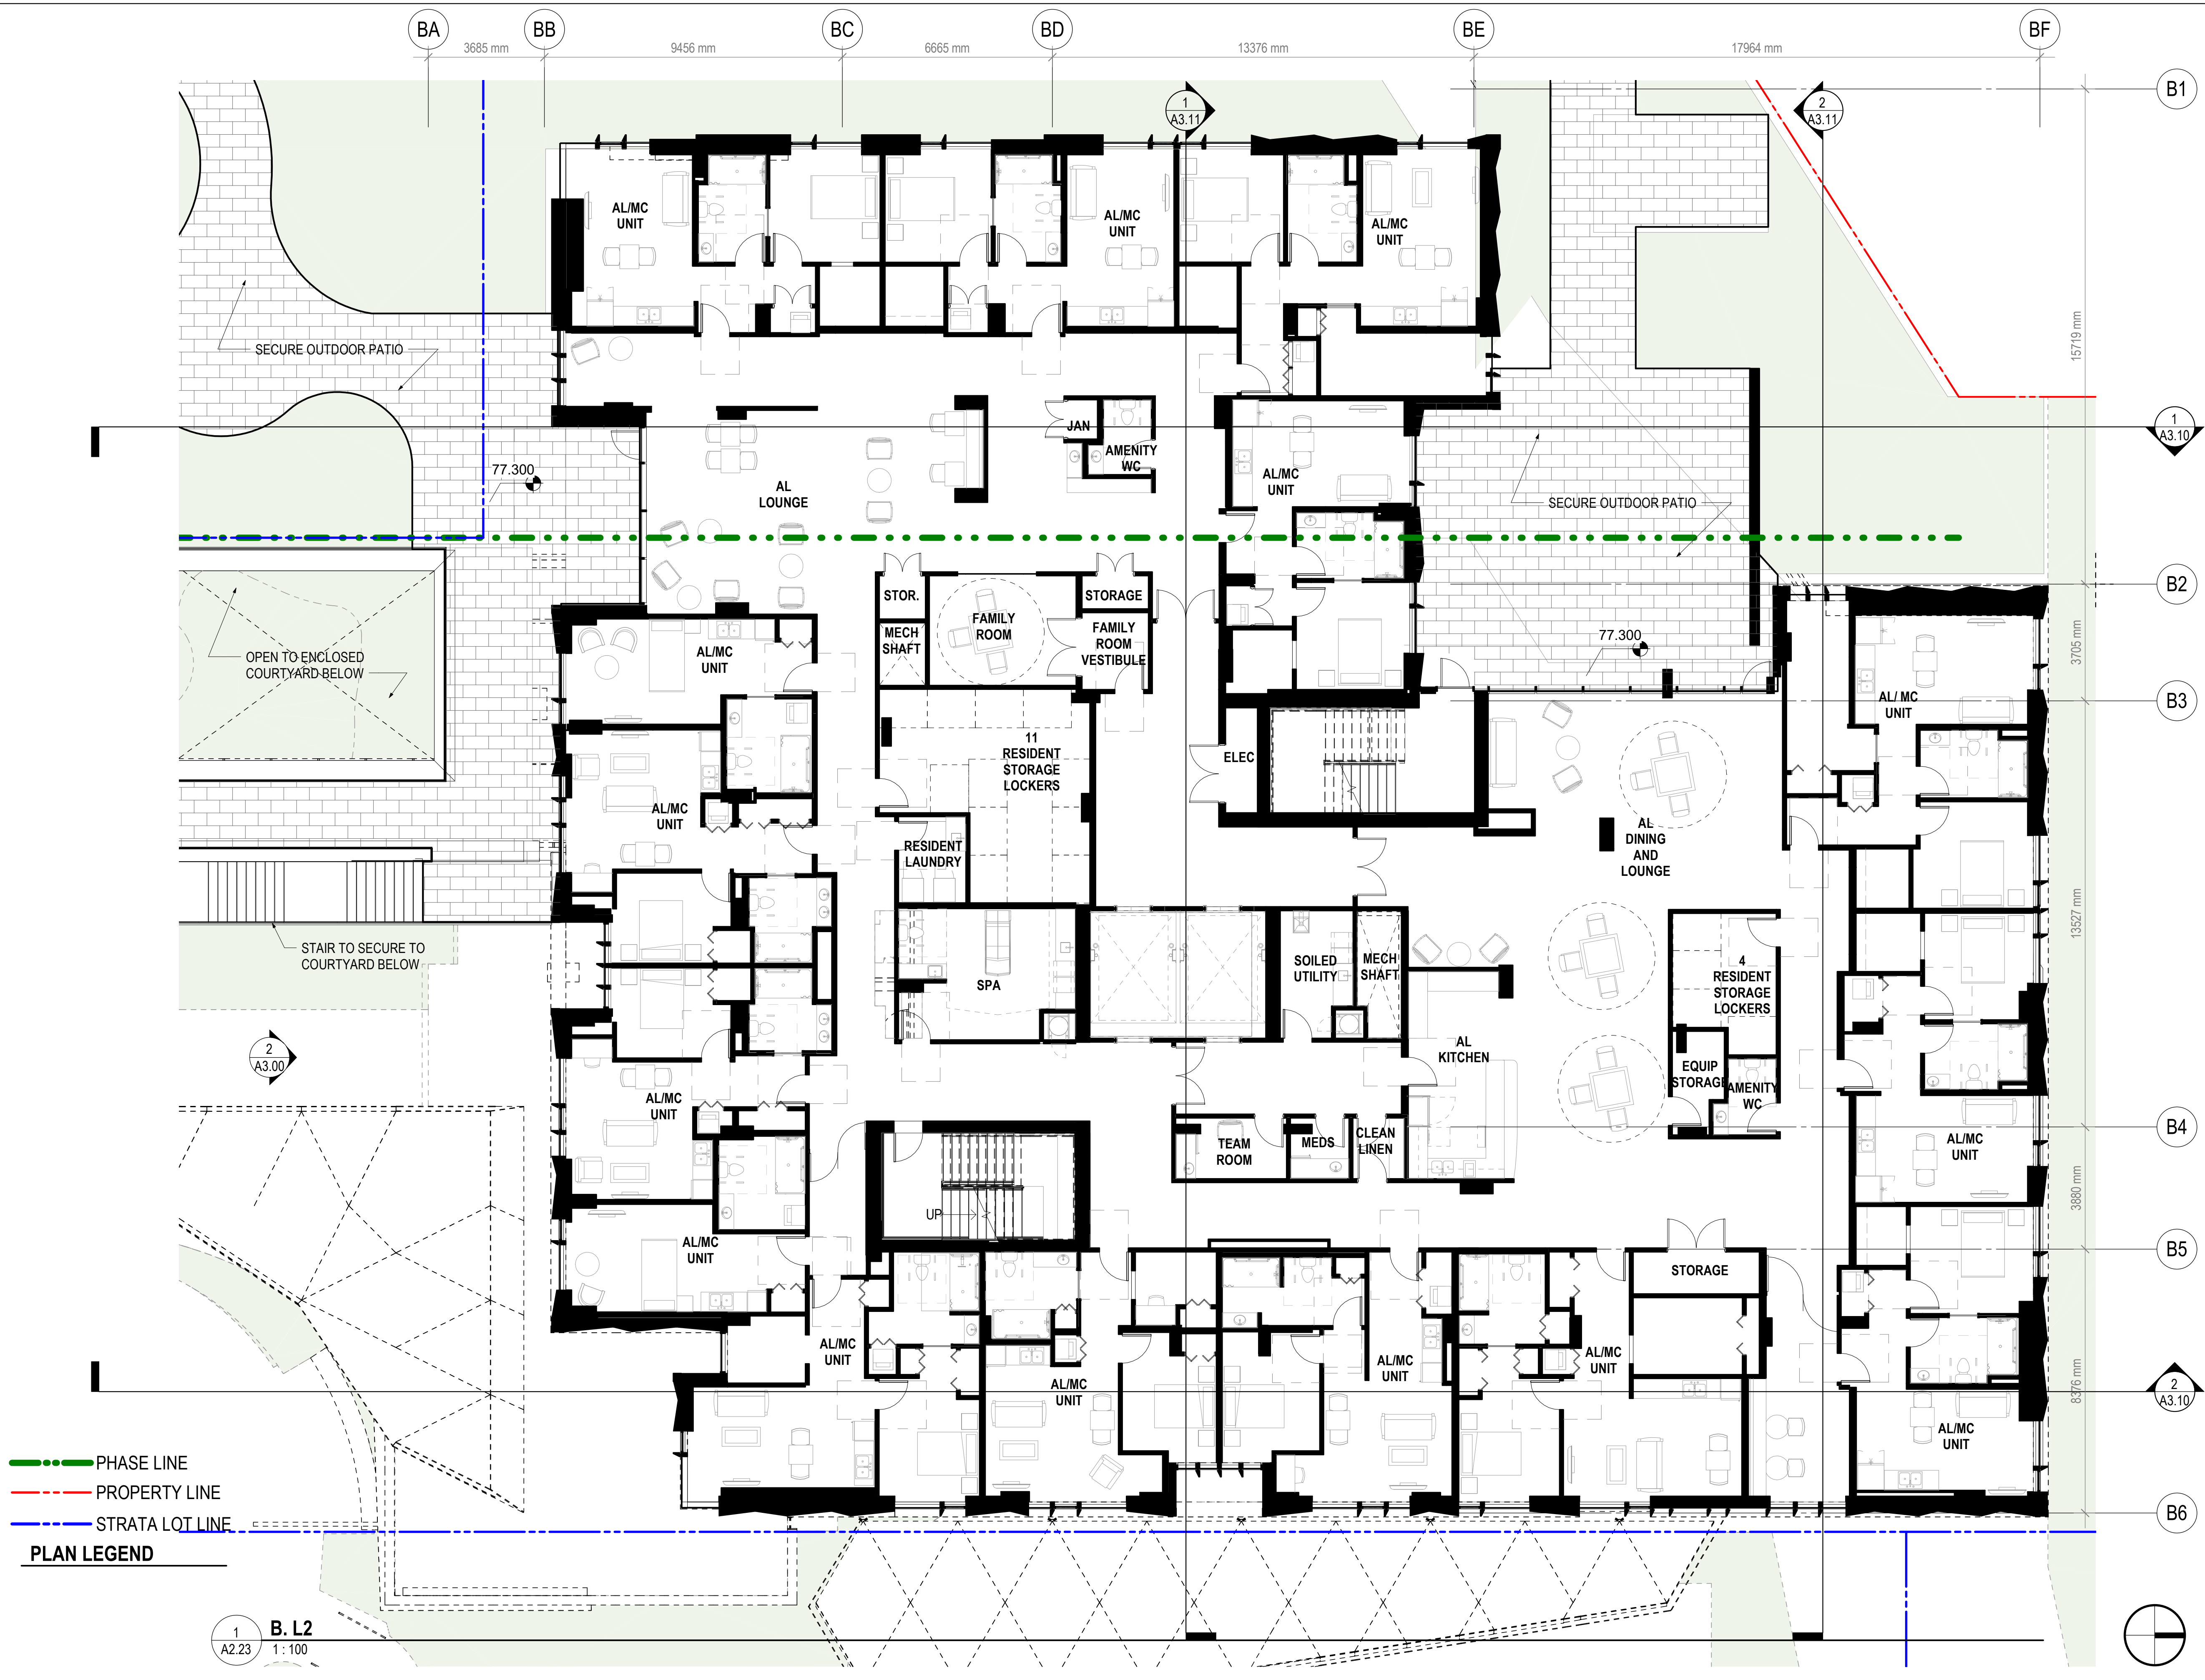 BA
BB
BC
BD
BE
BF
3685 mm
9456 mm
6665 mm
13376 mm
17964 mm
B1
1
A3.11
2
A3.11
AL/MC
UNIT
AL/MC
UNIT
AL/MC
UNIT
15719 mm
SECURE OUTDOOR PATIO
JAN
AMENITY
WC
1
A3.10
77.300
AL
LOUNGE
AL/MC
UNIT
SECURE OUTDOOR PATIO
B2
STOR.
STORAGE
FAMILY
ROOM
MECH
SHAFT
FAMILY
ROOM
VESTIBULE
77.300
3705 mm
OPEN TO ENCLOSED
COURTYARD BELOW
AL/MC
UNIT
AL/ MC
UNIT
B3
11
RESIDENT
STORAGE
LOCKERS
ELEC
AL/MC
UNIT
AL
DINING
AND
LOUNGE
RESIDENT
LAUNDRY
13527 mm
STAIR TO SECURE TO
COURTYARD BELOW
SPA
SOILED
UTILITY
MECH
SHAFT
4
RESIDENT
STORAGE
LOCKERS
2
A3.00
AL
KITCHEN
EQUIP
STORAGE
AMENITY
WC
AL/MC
UNIT
TEAM
ROOM
MEDS
CLEAN
LINEN
AL/MC
UNIT
B4
3880 mm
UP
AL/MC
UNIT
B5
STORAGE
AL/MC
UNIT
AL/MC
UNIT
AL/MC
UNIT
AL/MC
UNIT
2
A3.10
8376 mm
AL/MC
UNIT
PHASE LINE
PROPERTY LINE
STRATA LOT LINE
B6
PLAN LEGEND
1
A2.23
B. L2
1 : 100